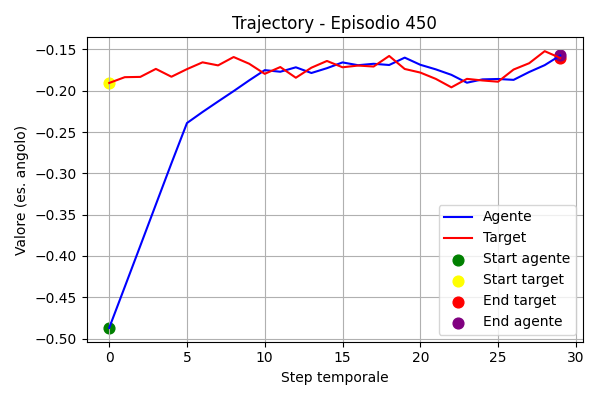 Trajectory - Episodio 450
Valore (es. angolo)
−0.15
−0.20
−0.25
−0.30
−0.35
−0.40
−0.45
−0.50
Agente
Target
Start agente
Start target
End target
End agente
0 5 10 15 20 25 30
Step temporale